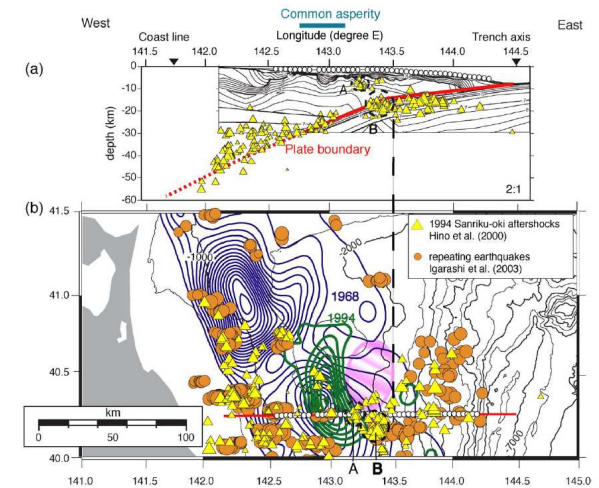 West
Common asperity
East
Coast line
Longitude (degree E)
Trench axis
141.5 142.0 142.5 143.0 143.5 144.0 144.5
(a)
0
-10
-20
-30
-40
-50
-60
depth (km)
A
B
Plate boundary
2:1
(b)
41.5
41.0
40.5
40.0
-1000
-2000
1968
1994
-7000
1994 Sanriku-oki aftershocks
Hino et al. (2000)
repeating earthquakes
Igarashi et al. (2003)
km
0 50 100
A B
141.0 141.5 142.0 142.5 143.0 143.5 144.0 144.5 145.0